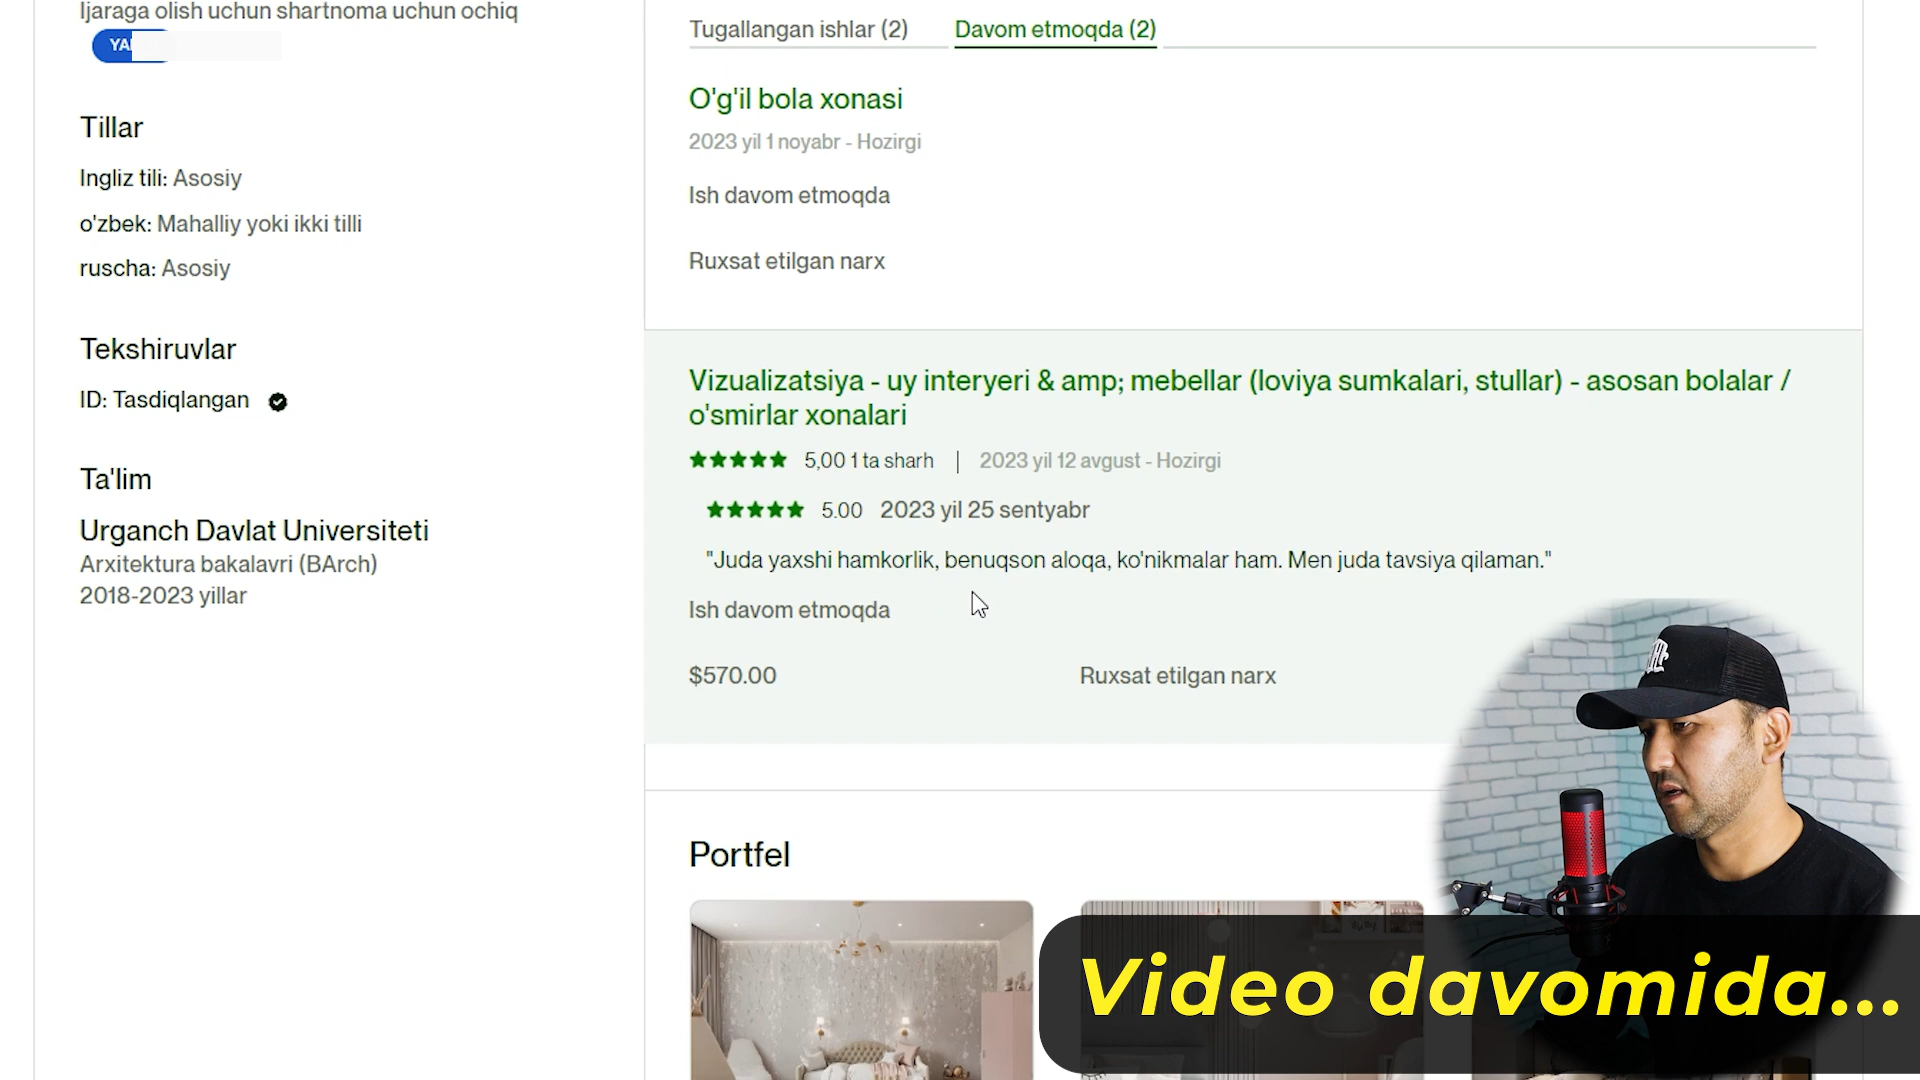 Ijaraga olish uchun shartnoma uchun ochiq
Tillar
Ingliz tili: Asosiy
o'zbek: Mahalliy yoki ikki tilli
ruscha: Asosiy
Tekshiruvlar
ID: Tasdiqlangan
Ta'lim
Urganch Davlat Universiteti
Arxitektura bakalavri (BArch)
2018-2023 yillar
Tugallangan ishlar (2)
Davom etmoqda (2)
O'g'il bola xonasi
2023 yil 1 noyabr - Hozirgi
Ish davom etmoqda
Ruxsat etilgan narx
Vizualizatsiya - uy interyeri & amp; mebellar (loviya sumkalari, stullar) - asosan bolalar /
o'smirlar xonalari
5,00 1 ta sharh | 2023 yil 12 avgust - Hozirgi
5.00 2023 yil 25 sentyabr
"Juda yaxshi hamkorlik, benuqson aloqa, ko'nikmalar ham. Men juda tavsiya qilaman."
Ish davom etmoqda
$570.00
Ruxsat etilgan narx
Portfel
Video davomida...